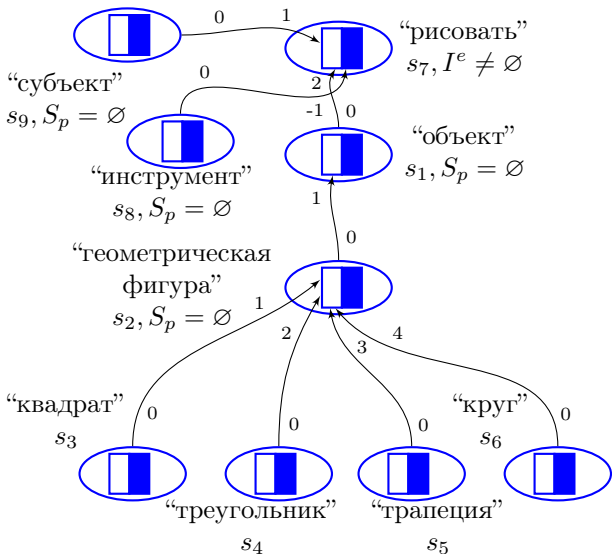 0
1
“рисовать”
s₇, Iᵉ ≠ ∅
“субъект”
s₉, Sₚ = ∅
0
2
-1
0
“объект”
s₁, Sₚ = ∅
“инструмент”
s₈, Sₚ = ∅
1
0
“геометрическая
фигура”
s₂, Sₚ = ∅
1
2
3
4
“квадрат”
s₃
0
0
0
“круг”
s₆
0
“треугольник”
s₄
“трапеция”
s₅